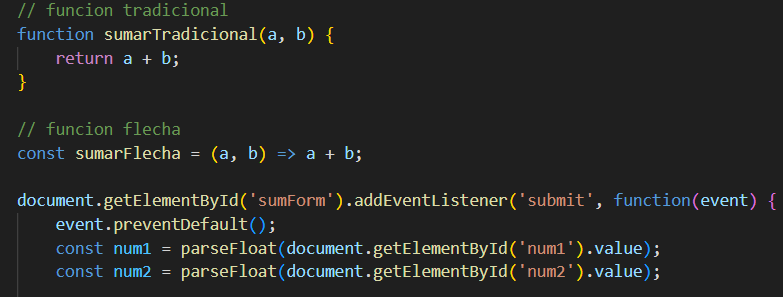 // funcion tradicional
function sumarTradicional(a, b) {
    return a + b;
}
// funcion flecha
const sumarFlecha = (a, b) => a + b;
document.getElementById('sumForm').addEventListener('submit', function(event) {
    event.preventDefault();
    const num1 = parseFloat(document.getElementById('num1').value);
    const num2 = parseFloat(document.getElementById('num2').value);